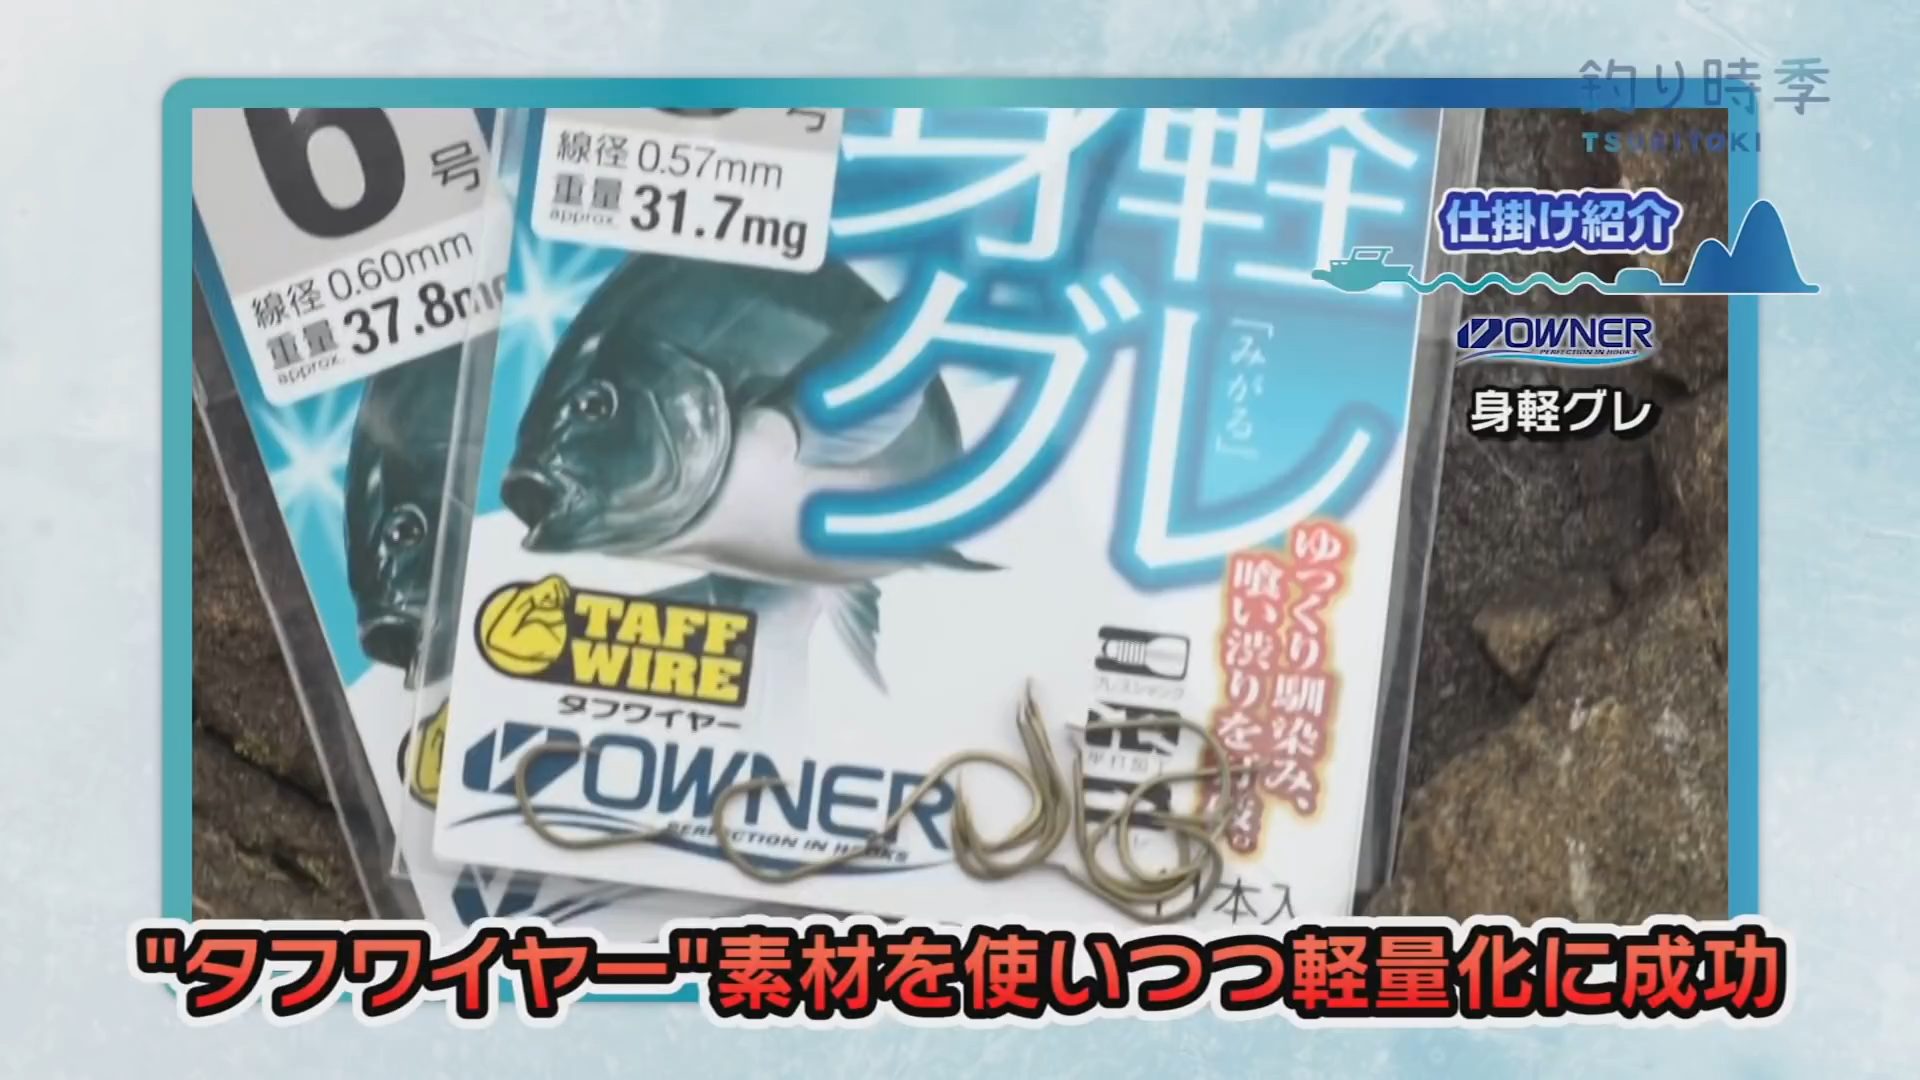 釣り時季
TSURITOKI
仕掛け紹介
OWNER
PERFECTION IN HOOKS
身軽グレ
6号
線径 0.60mm
重量 37.8mg
approx.
号
線径 0.57mm
重量 31.7mg
approx.
身軽
グレ
「みがる」
ゆっくり馴染み、
喰い渋りを
TAFF
WIRE
タフワイヤー
OWNER
PERFECTION IN HOOKS
本入
"タフワイヤー"素材を使いつつ軽量化に成功